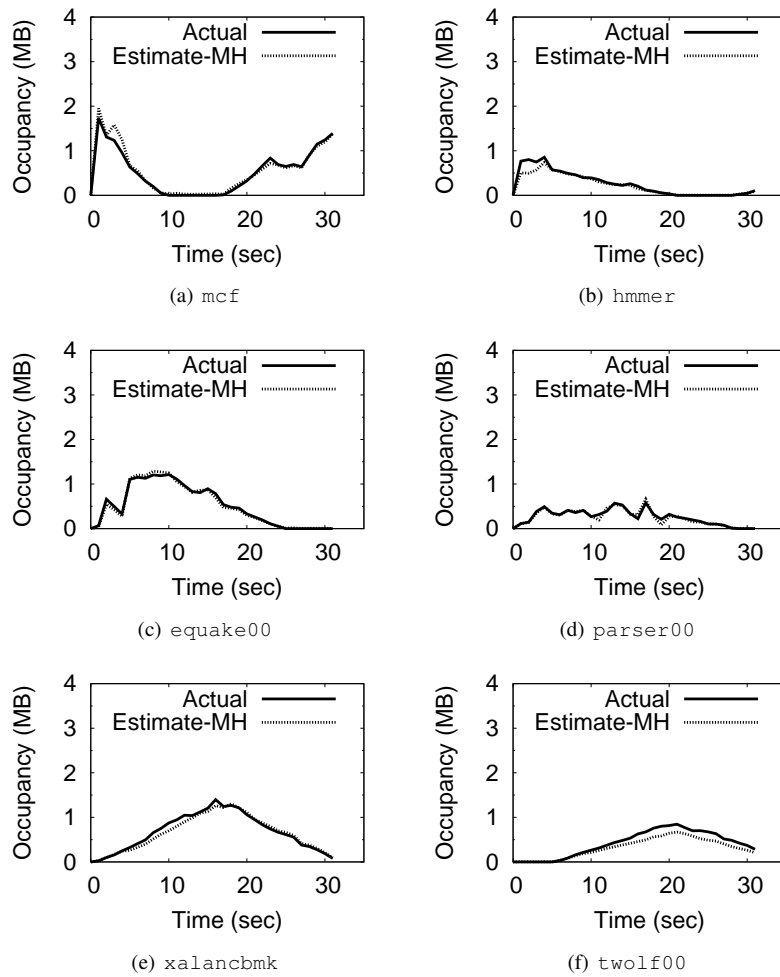 Occupancy (MB)
4
3
2
1
0
Actual
Estimate-MH
0 10 20 30
Time (sec)
(a) mcf
Occupancy (MB)
4
3
2
1
0
Actual
Estimate-MH
0 10 20 30
Time (sec)
(b) hmmer
Occupancy (MB)
4
3
2
1
0
Actual
Estimate-MH
0 10 20 30
Time (sec)
(c) equake00
Occupancy (MB)
4
3
2
1
0
Actual
Estimate-MH
0 10 20 30
Time (sec)
(d) parser00
Occupancy (MB)
4
3
2
1
0
Actual
Estimate-MH
0 10 20 30
Time (sec)
(e) xalancbmk
Occupancy (MB)
4
3
2
1
0
Actual
Estimate-MH
0 10 20 30
Time (sec)
(f) twolf00